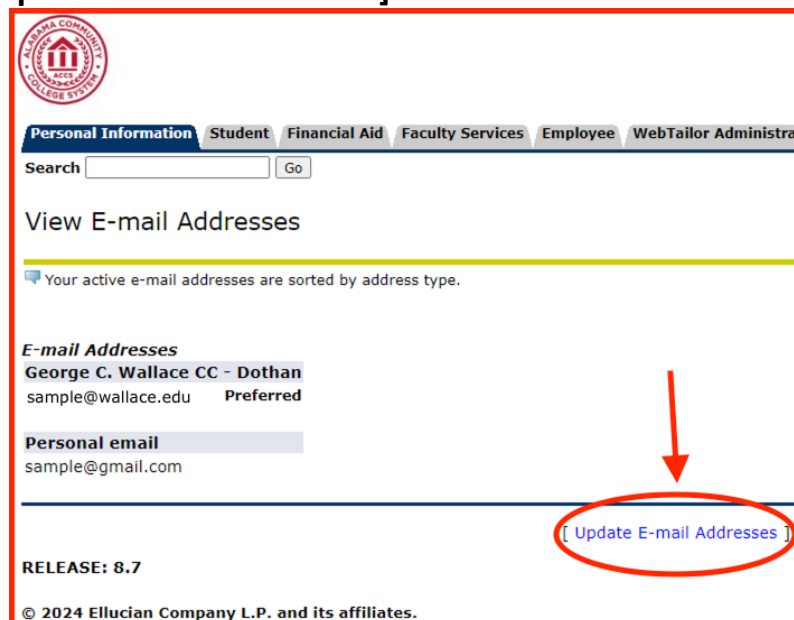 ALABAMA COMMUNITY COLLEGE SYSTEM
ACCS
Personal Information Student Financial Aid Faculty Services Employee WebTailor Administra
Search Go
View E-mail Addresses
Your active e-mail addresses are sorted by address type.
E-mail Addresses
George C. Wallace CC - Dothan
sample@wallace.edu Preferred
Personal email
sample@gmail.com
[ Update E-mail Addresses ]
RELEASE: 8.7
© 2024 Ellucian Company L.P. and its affiliates.